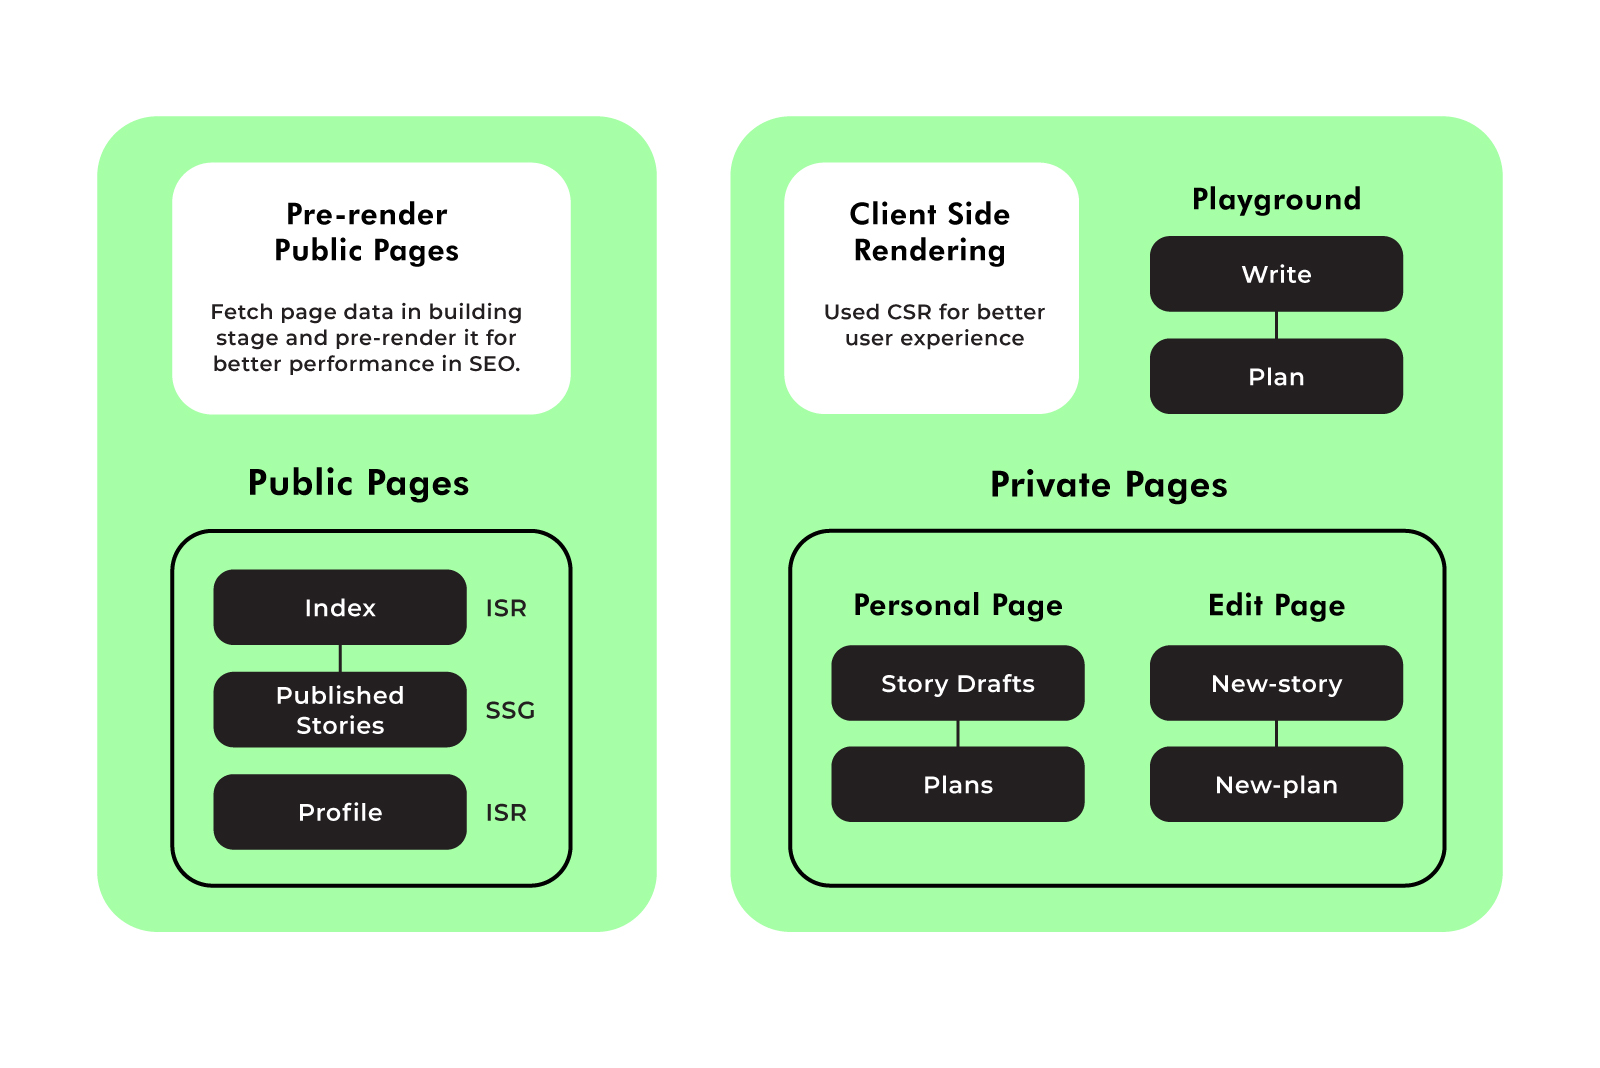 Pre-render
Public Pages
Fetch page data in building
stage and pre-render it for
better performance in SEO.
Public Pages
Index
ISR
Published
Stories
SSG
Profile
ISR
Client Side
Rendering
Used CSR for better
user experience
Playground
Write
Plan
Private Pages
Personal Page
Story Drafts
Plans
Edit Page
New-story
New-plan